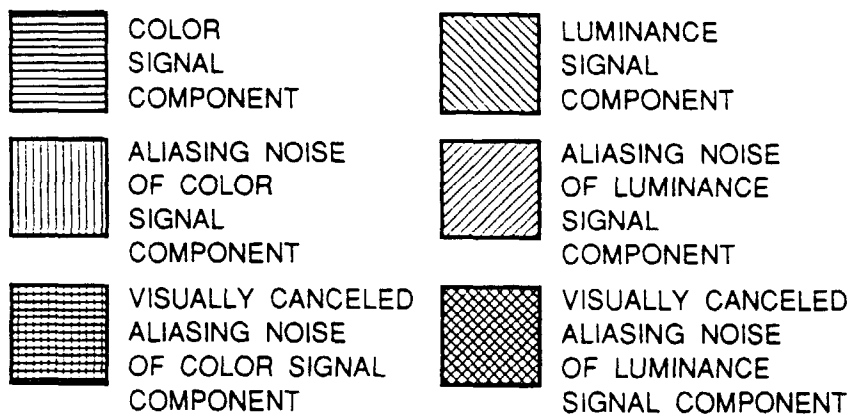 COLOR
SIGNAL
COMPONENT
LUMINANCE
SIGNAL
COMPONENT
ALIASING NOISE
OF COLOR
SIGNAL
COMPONENT
ALIASING NOISE
OF LUMINANCE
SIGNAL
COMPONENT
VISUALLY CANCELED
ALIASING NOISE
OF COLOR SIGNAL
COMPONENT
VISUALLY CANCELED
ALIASING NOISE
OF LUMINANCE
SIGNAL COMPONENT